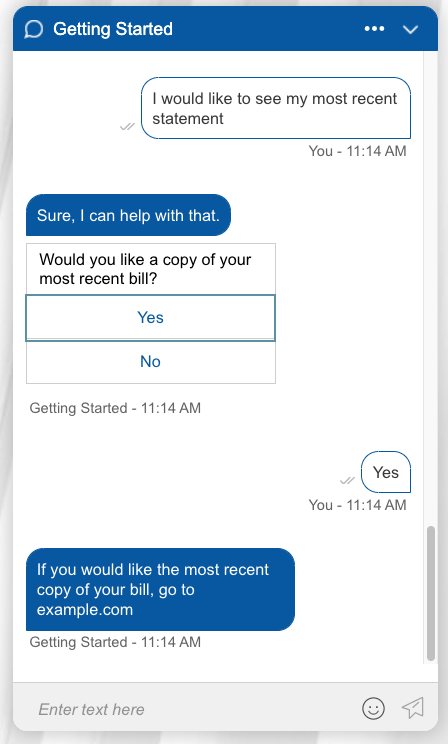 Getting Started
I would like to see my most recent
statement
You - 11:14 AM
Sure, I can help with that.
Would you like a copy of your
most recent bill?
Yes
No
Getting Started - 11:14 AM
Yes
You - 11:14 AM
If you would like the most recent
copy of your bill, go to
example.com
Getting Started - 11:14 AM
Enter text here